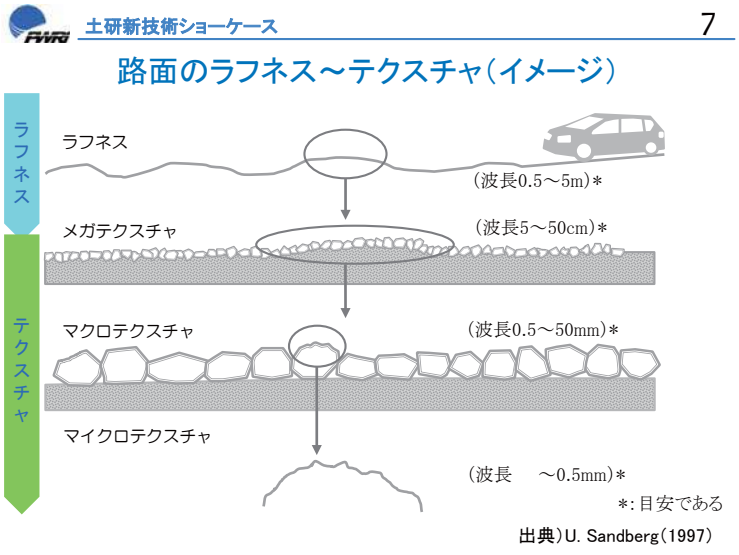 PWRI
土研新技術ショーケース
7
路面のラフネス～テクスチャ（イメージ）
ラフネス
ラフネス
（波長0.5～5m）*
メガテクスチャ
（波長5～50cm）*
テクスチャ
マクロテクスチャ
（波長0.5～50mm）*
マイクロテクスチャ
（波長　～0.5mm）*
*：目安である
出典）U. Sandberg（1997）